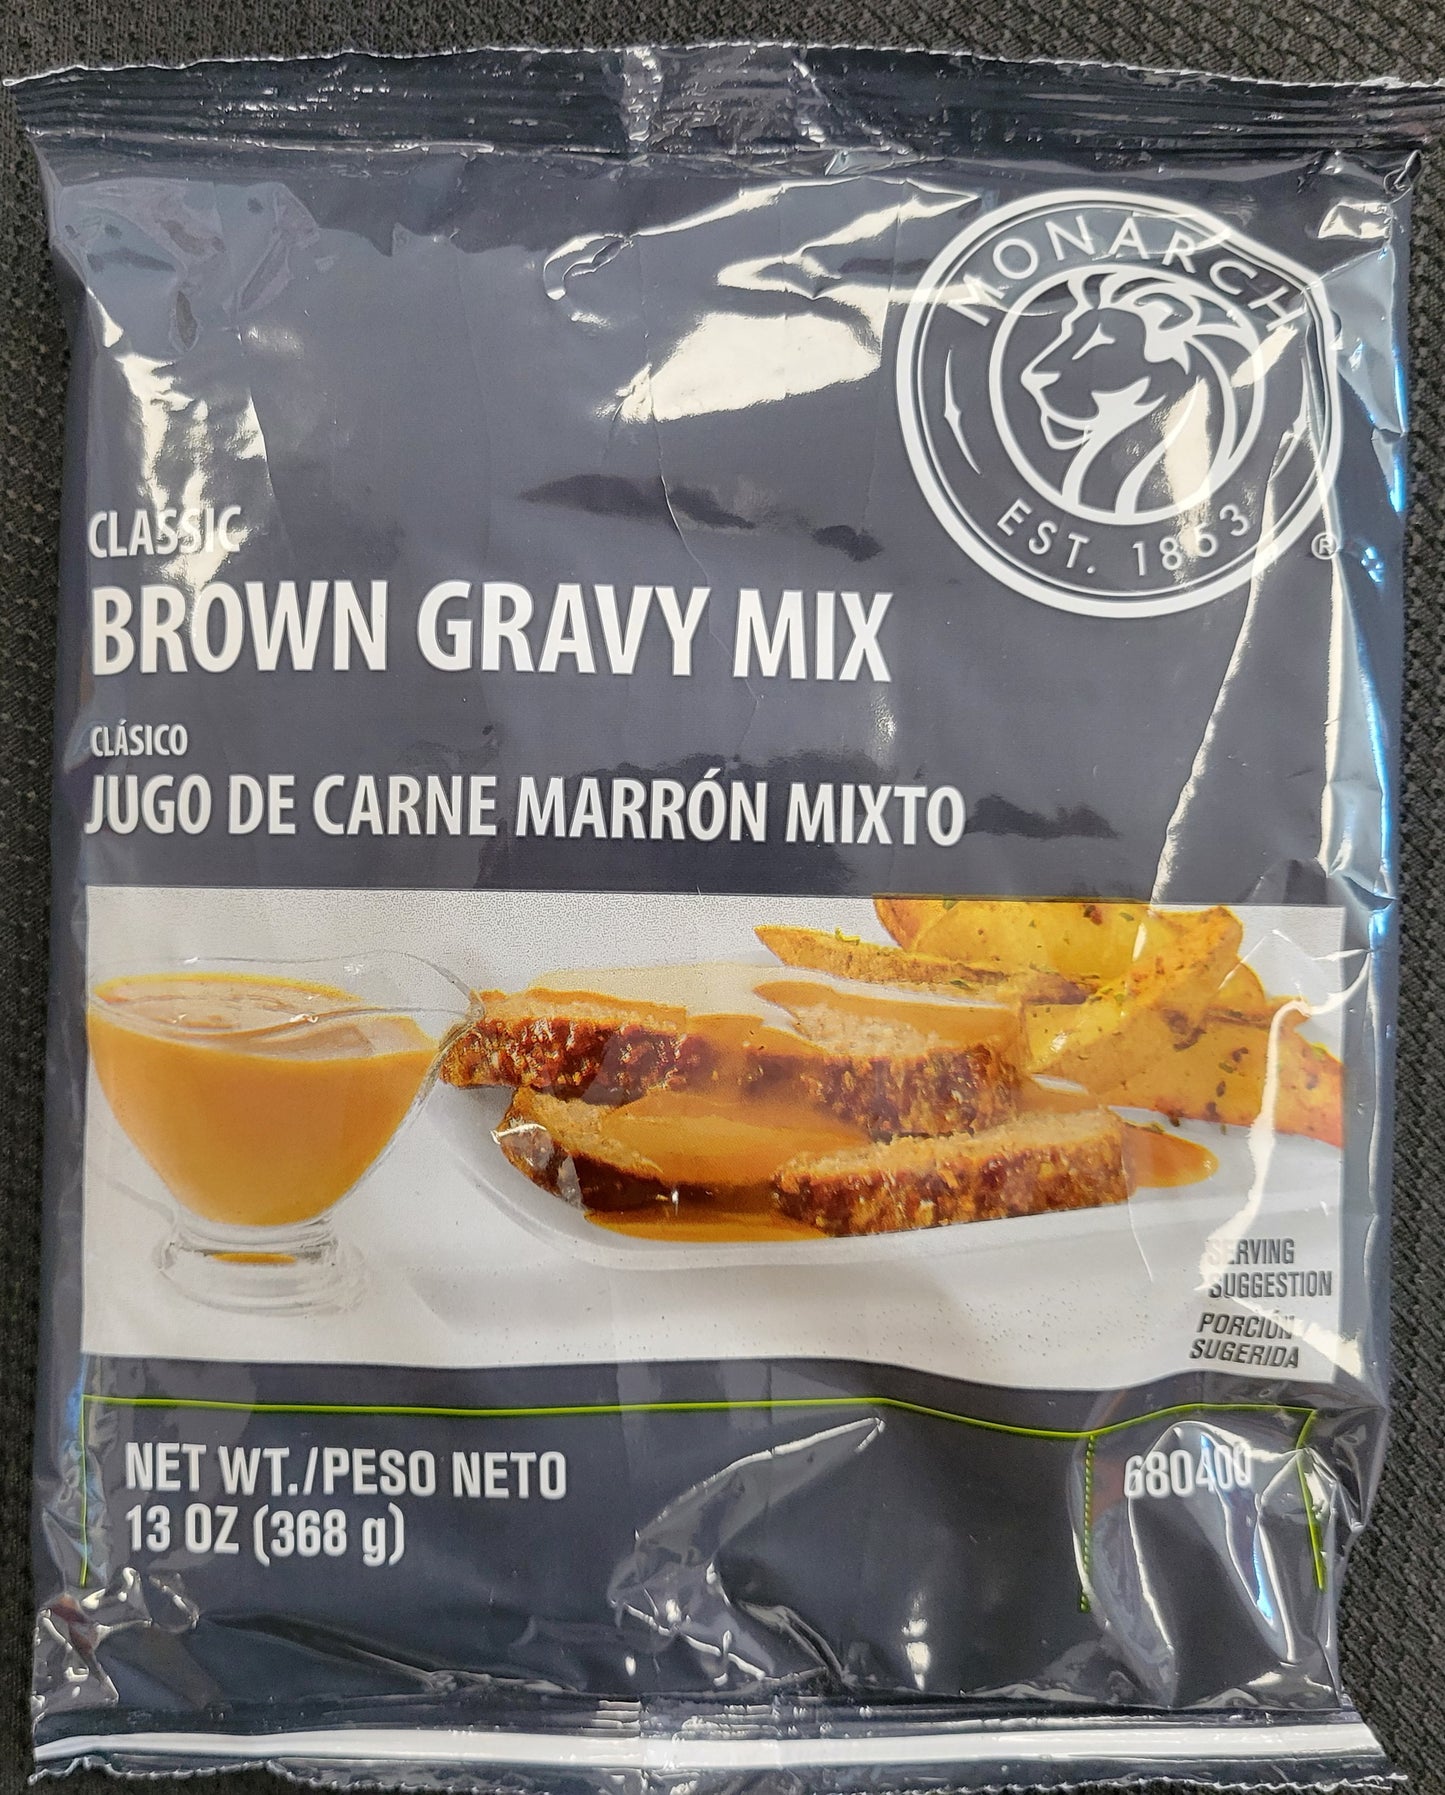 MONARCH
EST. 1853
®
CLASSIC
BROWN GRAVY MIX
CLÁSICO
JUGO DE CARNE MARRÓN MIXTO
SERVING
SUGGESTION
PORCIÓN
SUGERIDA
NET WT./PESO NETO
13 OZ (368 g)
680400